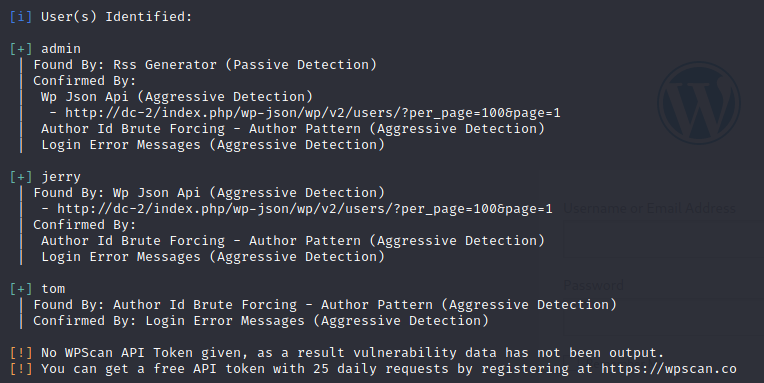 [i] User(s) Identified:
[+] admin
| Found By: Rss Generator (Passive Detection)
| Confirmed By:
|  Wp Json Api (Aggressive Detection)
|   - http://dc-2/index.php/wp-json/wp/v2/users/?per_page=100&page=1
|  Author Id Brute Forcing - Author Pattern (Aggressive Detection)
|  Login Error Messages (Aggressive Detection)
[+] jerry
| Found By: Wp Json Api (Aggressive Detection)
|  - http://dc-2/index.php/wp-json/wp/v2/users/?per_page=100&page=1
| Confirmed By:
|  Author Id Brute Forcing - Author Pattern (Aggressive Detection)
|  Login Error Messages (Aggressive Detection)
[+] tom
| Found By: Author Id Brute Forcing - Author Pattern (Aggressive Detection)
| Confirmed By: Login Error Messages (Aggressive Detection)
[!] No WPScan API Token given, as a result vulnerability data has not been output.
[!] You can get a free API token with 25 daily requests by registering at https://wpscan.co
Username or Email Address
Password